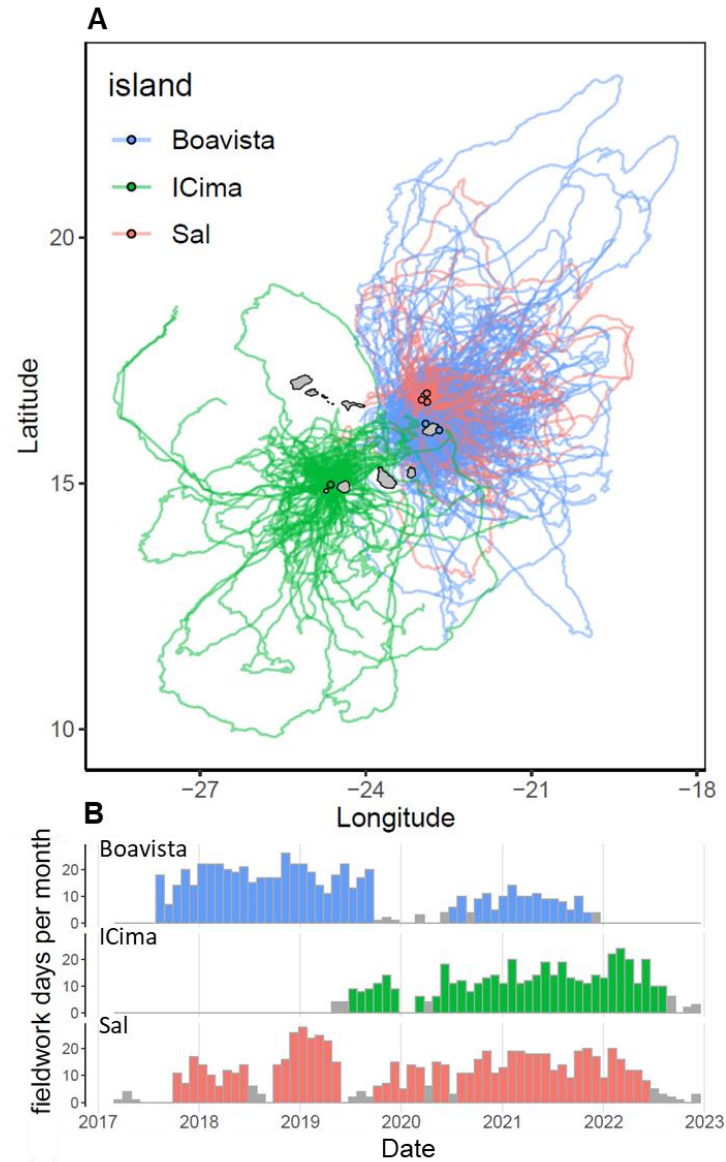 A
island
Boavista
ICima
Sal
20
15
10
Latitude
−27
−24
−21
−18
Longitude
B
fieldwork days per month
Boavista
20
10
0
ICima
20
10
0
Sal
20
10
0
2017
2018
2019
2020
2021
2022
2023
Date